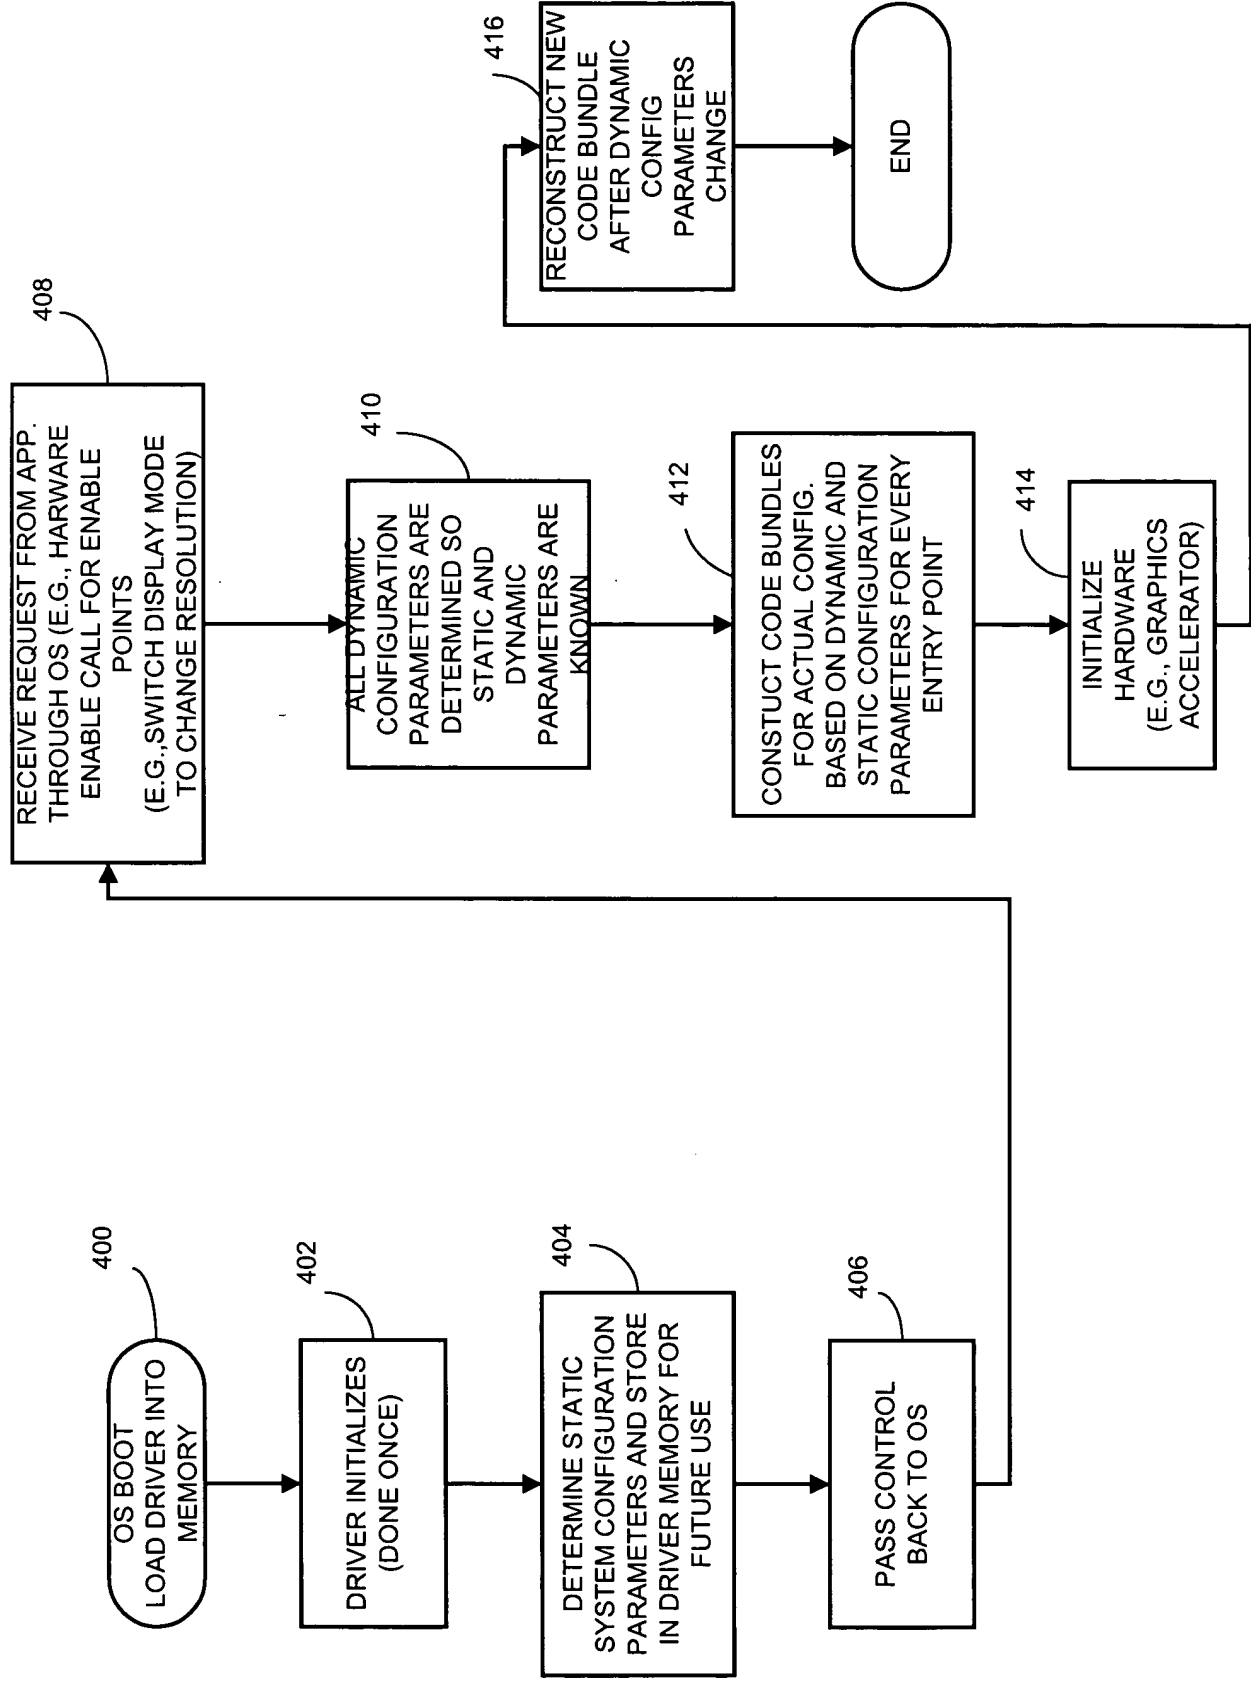 400
OS BOOT
LOAD DRIVER INTO
MEMORY
402
DRIVER INITIALIZES
(DONE ONCE)
404
DETERMINE STATIC
SYSTEM CONFIGURATION
PARAMETERS AND STORE
IN DRIVER MEMORY FOR
FUTURE USE
406
PASS CONTROL
BACK TO OS
408
RECEIVE REQUEST FROM APP.
THROUGH OS (E.G., HARWARE
ENABLE CALL FOR ENABLE
POINTS
(E.G.,SWITCH DISPLAY MODE
TO CHANGE RESOLUTION)
410
ALL DYNAMIC
CONFIGURATION
PARAMETERS ARE
DETERMINED SO
STATIC AND
DYNAMIC
PARAMETERS ARE
KNOWN
412
CONSTUCT CODE BUNDLES
FOR ACTUAL CONFIG.
BASED ON DYNAMIC AND
STATIC CONFIGURATION
PARAMETERS FOR EVERY
ENTRY POINT
414
INITIALIZE
HARDWARE
(E.G., GRAPHICS
ACCELERATOR)
416
RECONSTRUCT NEW
CODE BUNDLE
AFTER DYNAMIC
CONFIG
PARAMETERS
CHANGE
END